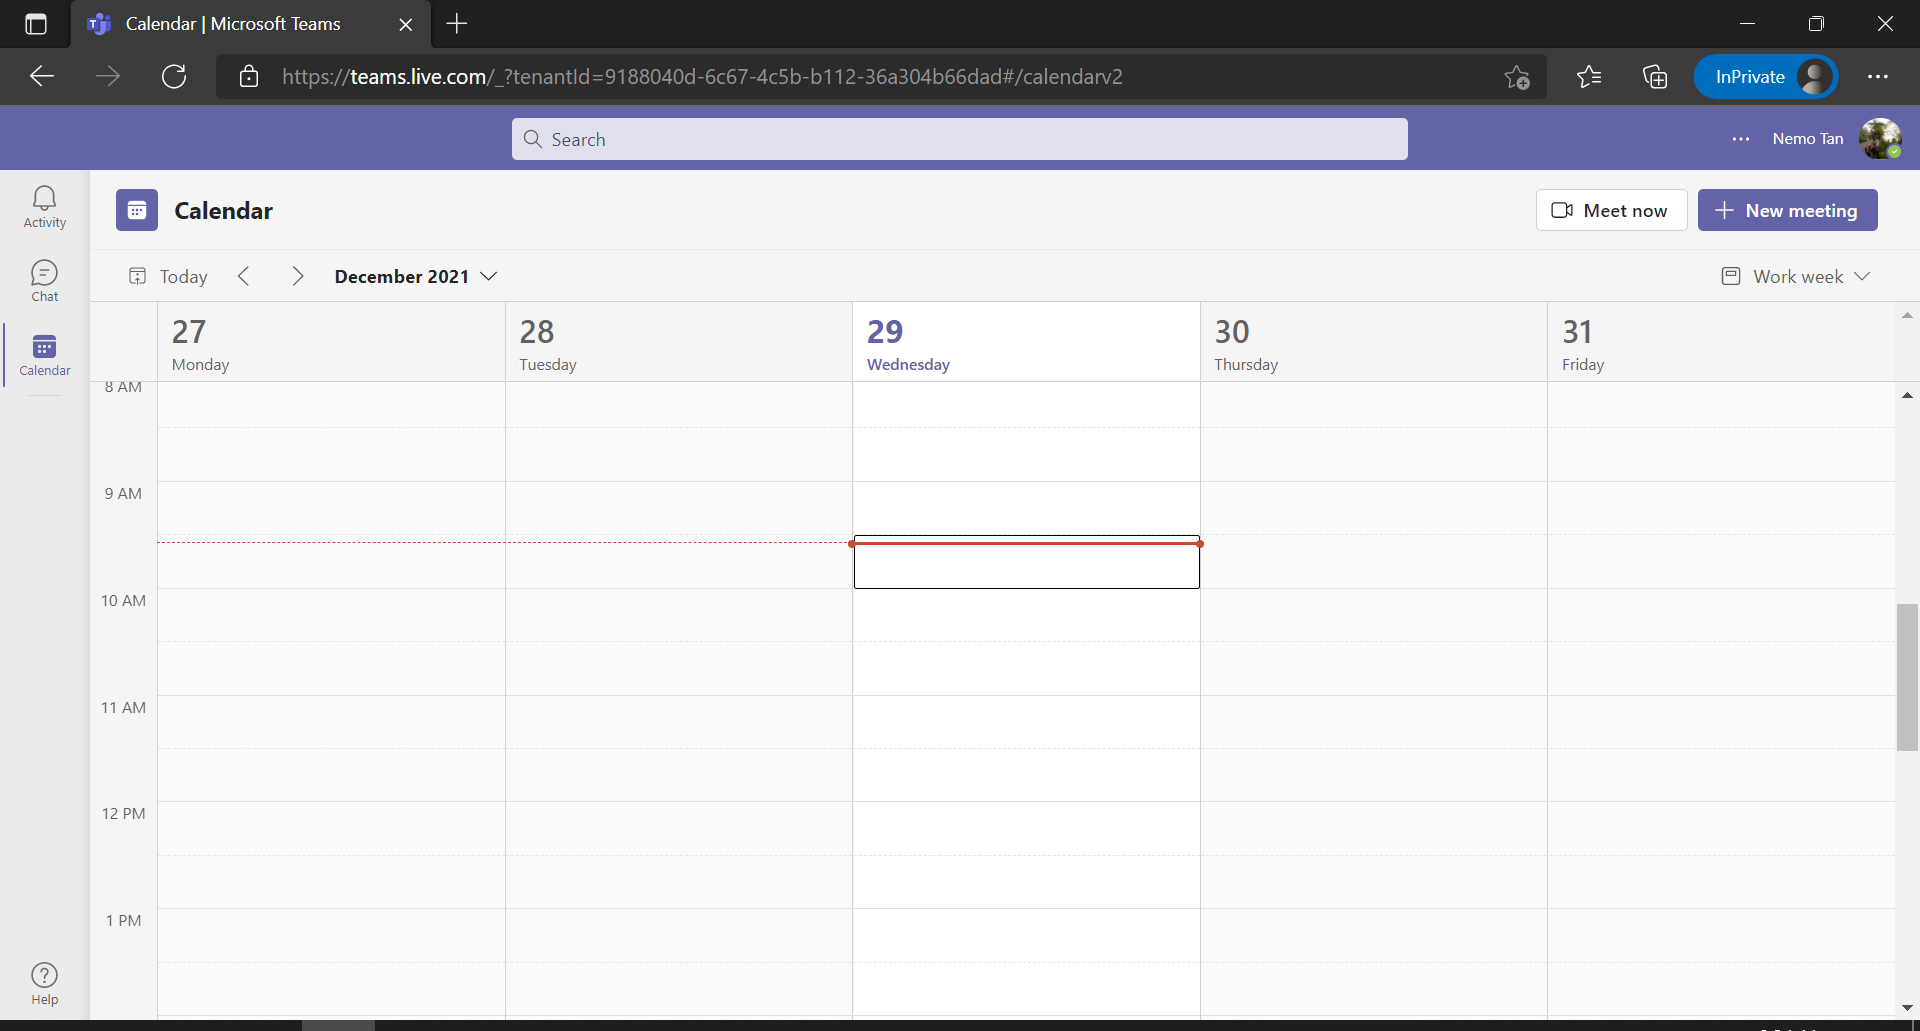 Calendar | Microsoft Teams
https://teams.live.com/_?tenantId=9188040d-6c67-4c5b-b112-36a304b66dad#/calendarv2
InPrivate
Search
Nemo Tan
Activity
Chat
Calendar
Help
Calendar
Meet now
New meeting
Today
December 2021
Work week
27
Monday
28
Tuesday
29
Wednesday
30
Thursday
31
Friday
8 AM
9 AM
10 AM
11 AM
12 PM
1 PM